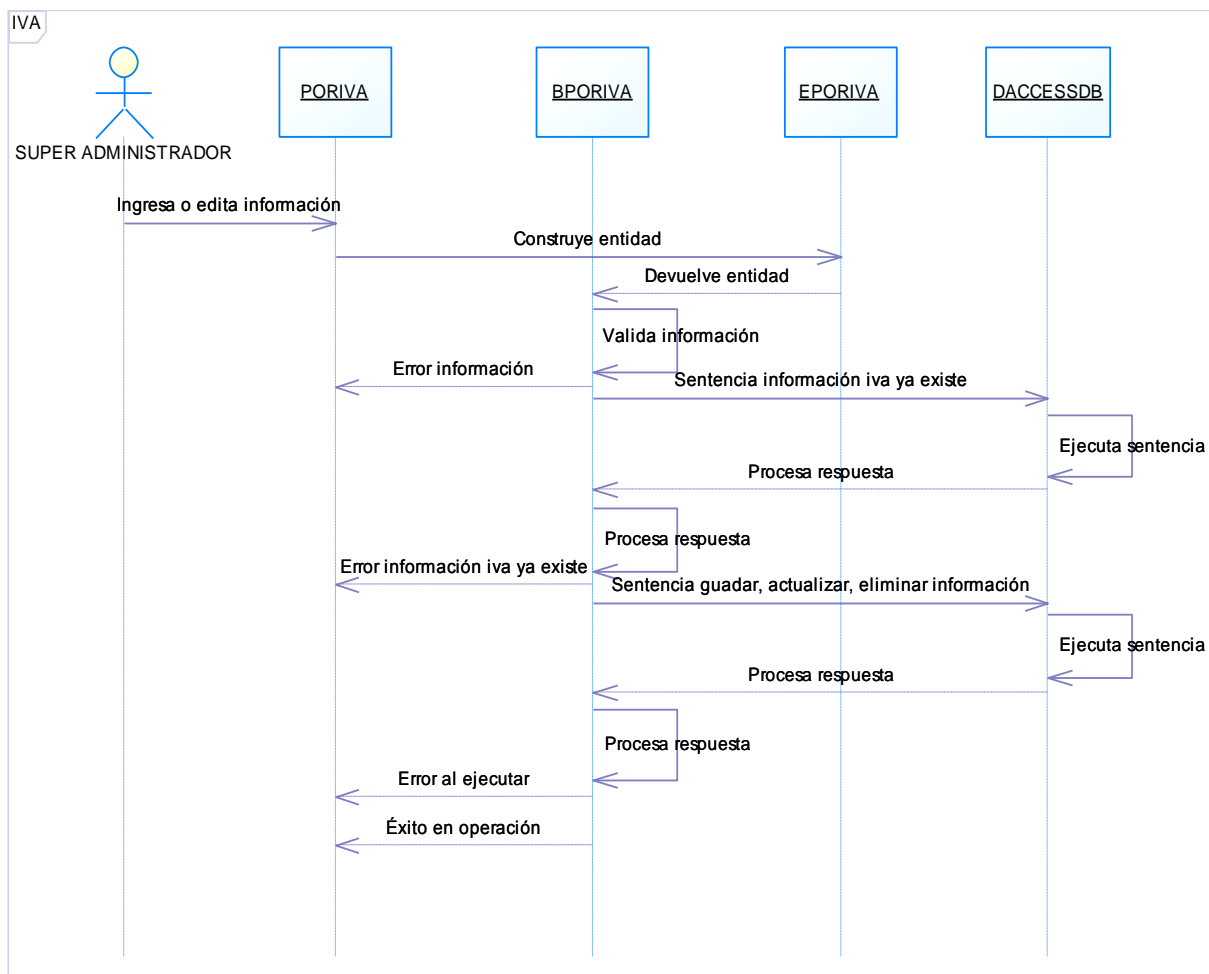 IVA
PORIVA
BPORIVA
EPORIVA
DACCESSDB
SUPER ADMINISTRADOR
Ingresa o edita información
Construye entidad
Devuelve entidad
Valida información
Error información
Sentencia información iva ya existe
Ejecuta sentencia
Procesa respuesta
Procesa respuesta
Error información iva ya existe
Sentencia guadar, actualizar, eliminar información
Ejecuta sentencia
Procesa respuesta
Procesa respuesta
Error al ejecutar
Éxito en operación